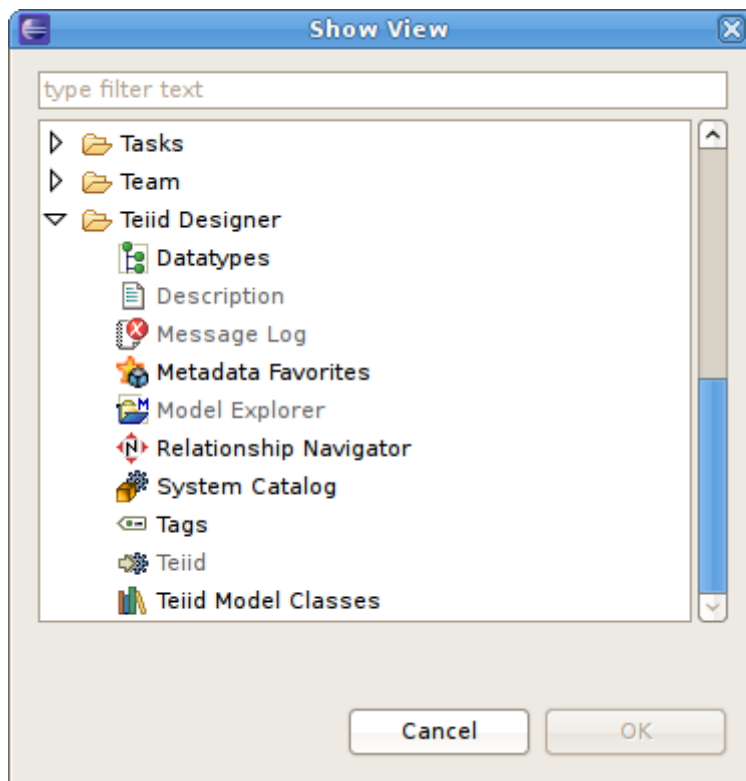 Show View
type filter text
Tasks
Team
Teiid Designer
Datatypes
Description
Message Log
Metadata Favorites
Model Explorer
Relationship Navigator
System Catalog
Tags
Teiid
Teiid Model Classes
Cancel OK